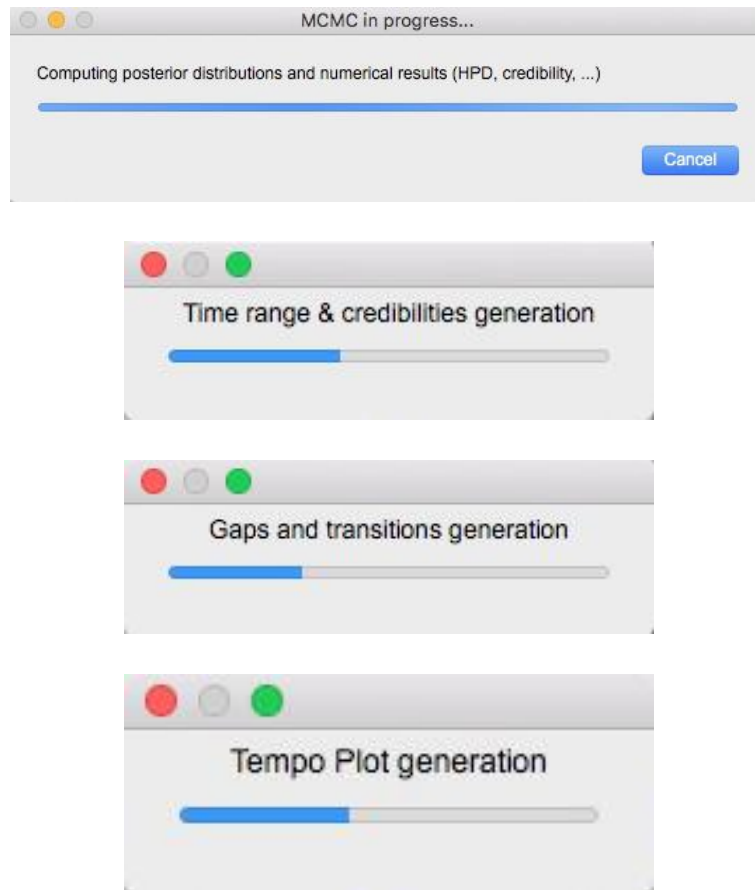 MCMC in progress...
Computing posterior distributions and numerical results (HPD, credibility, ...)
Cancel
Time range & credibilities generation
Gaps and transitions generation
Tempo Plot generation